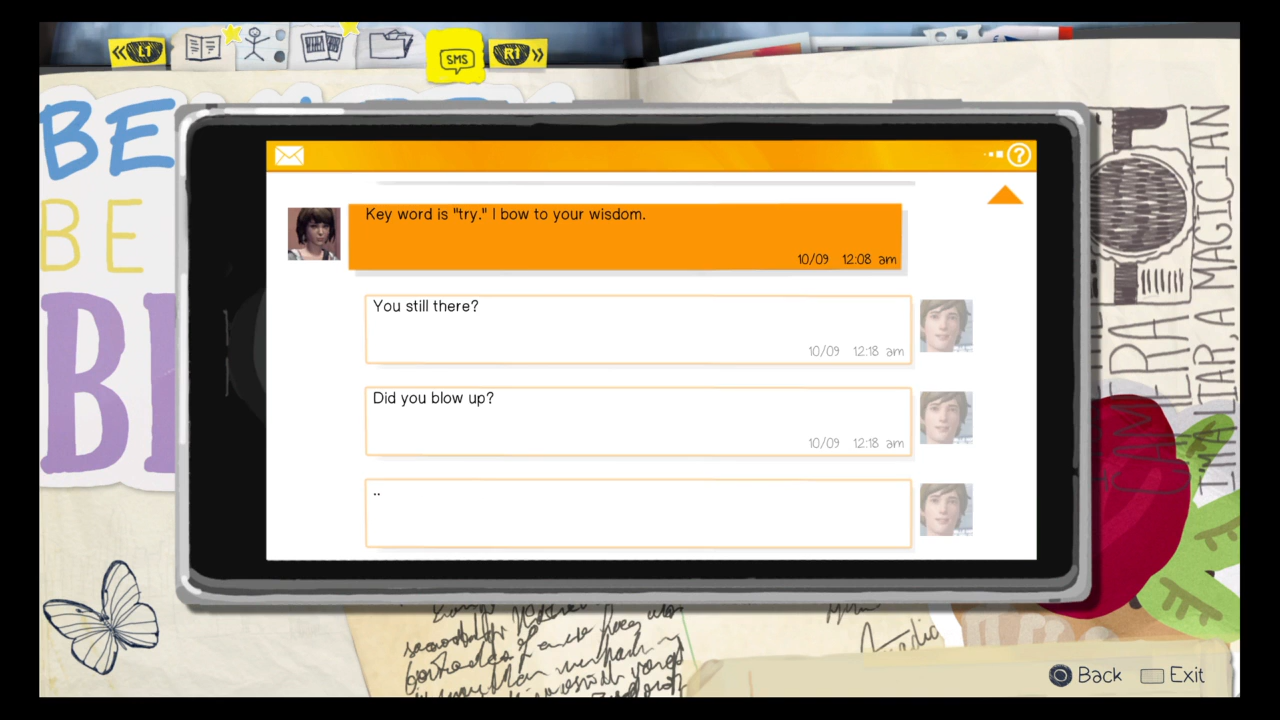 L1
SMS
R1
BE
BE
Key word is "try." I bow to your wisdom.
10/09 12:08 am
You still there?
10/09 12:18 am
Did you blow up?
10/09 12:18 am
..
CAMERA
I'M A LIAR, A MAGICIAN
Back
Exit